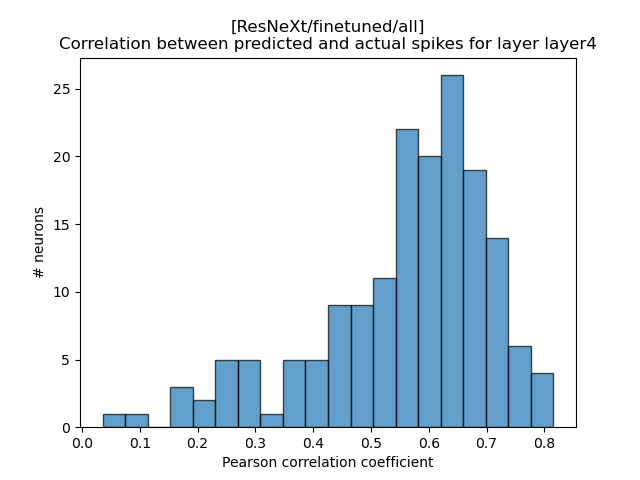 [ResNeXt/finetuned/all]
Correlation between predicted and actual spikes for layer layer4
# neurons
25
20
15
10
5
0
0.0 0.1 0.2 0.3 0.4 0.5 0.6 0.7 0.8
Pearson correlation coefficient